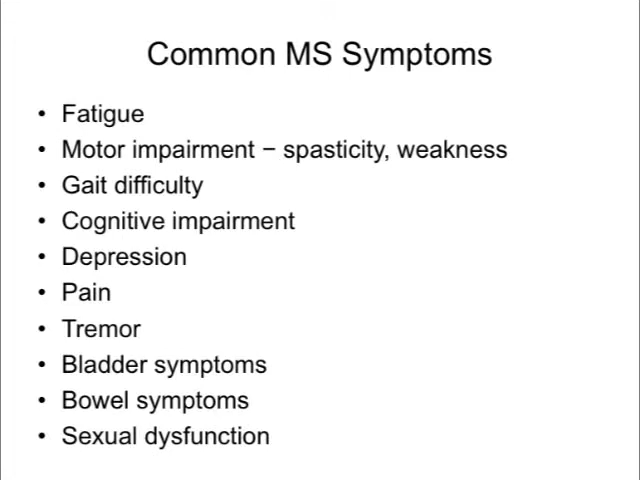 Common MS Symptoms
• Fatigue
• Motor impairment − spasticity, weakness
• Gait difficulty
• Cognitive impairment
• Depression
• Pain
• Tremor
• Bladder symptoms
• Bowel symptoms
• Sexual dysfunction